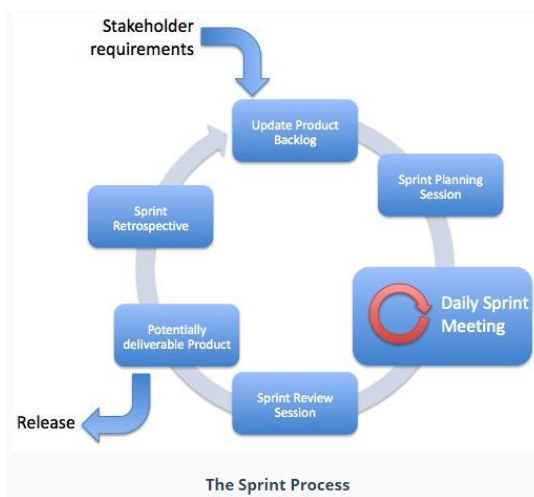 Stakeholder
requirements
Update Product
Backlog
Sprint Planning
Session
Daily Sprint
Meeting
Sprint Review
Session
Potentially
deliverable Product
Sprint
Retrospective
Release
The Sprint Process